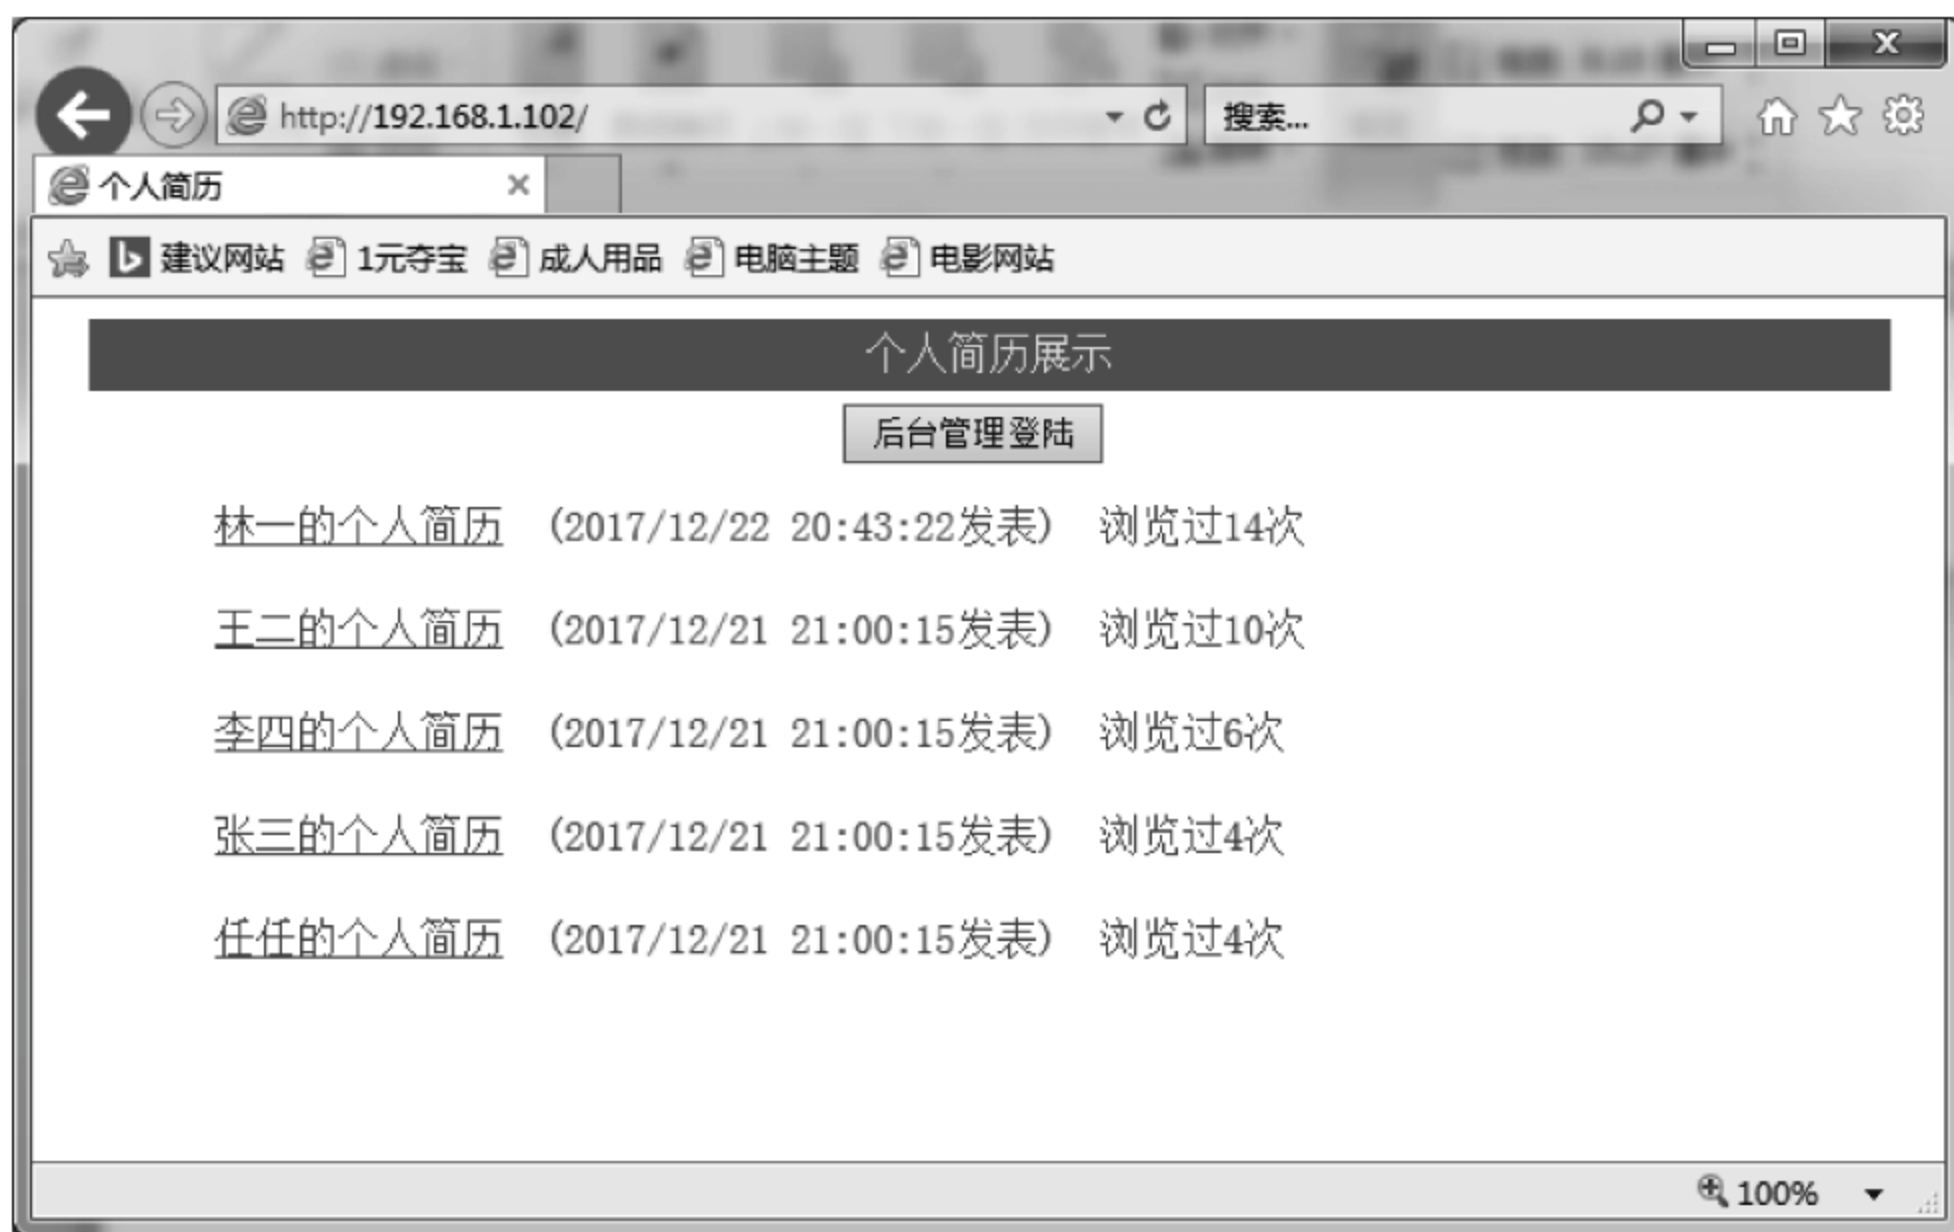 http://192.168.1.102/
搜索...
个人简历
建议网站 1元夺宝 成人用品 电脑主题 电影网站
个人简历展示
后台管理登陆
林一的个人简历 (2017/12/22 20:43:22发表) 浏览过14次
王二的个人简历 (2017/12/21 21:00:15发表) 浏览过10次
李四的个人简历 (2017/12/21 21:00:15发表) 浏览过6次
张三的个人简历 (2017/12/21 21:00:15发表) 浏览过4次
任任的个人简历 (2017/12/21 21:00:15发表) 浏览过4次
100%